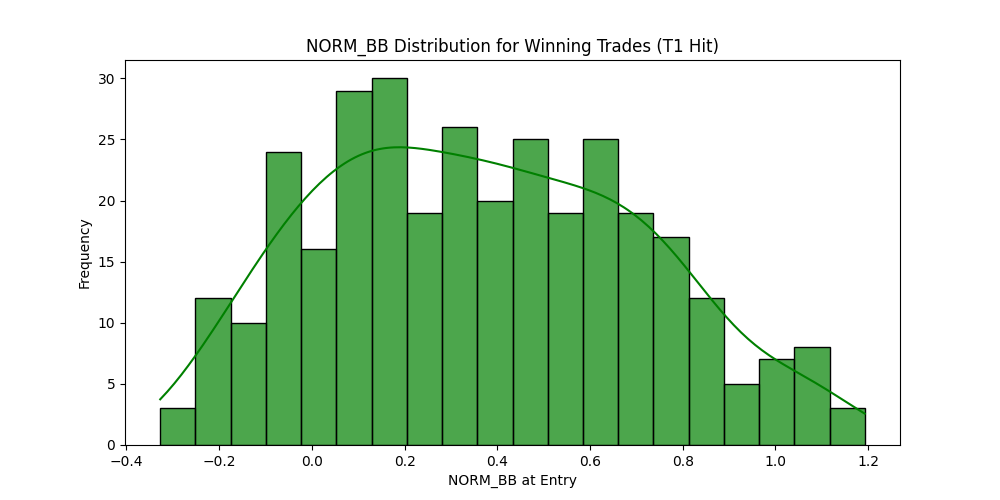 NORM_BB Distribution for Winning Trades (T1 Hit)
30
25
20
15
10
5
0
Frequency
−0.4 −0.2 0.0 0.2 0.4 0.6 0.8 1.0 1.2
NORM_BB at Entry